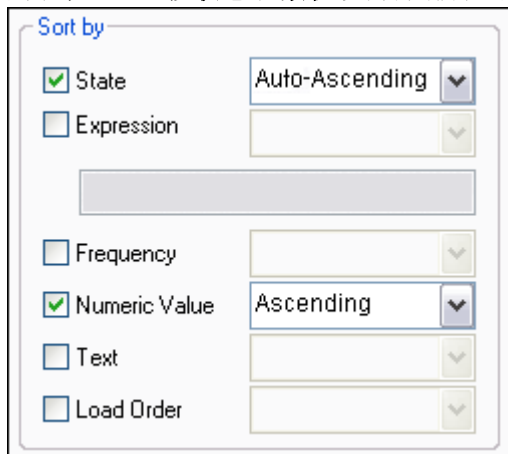 Sort by
State Auto-Ascending
Expression
Frequency
Numeric Value Ascending
Text
Load Order